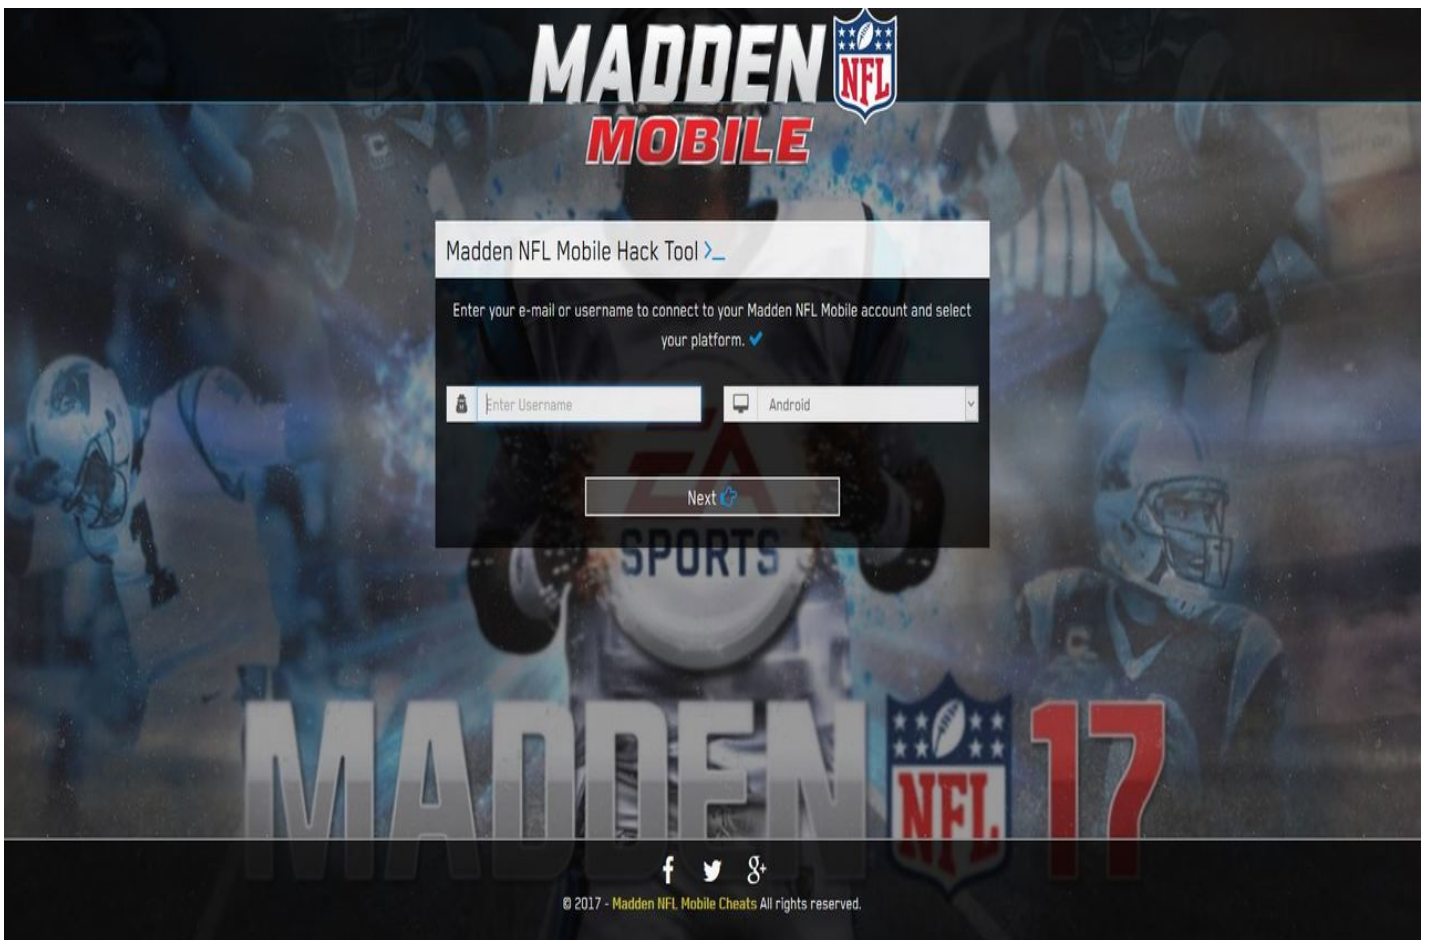 MADDEN
NFL
MOBILE
Madden NFL Mobile Hack Tool >_
Enter your e-mail or username to connect to your Madden NFL Mobile account and select
your platform.
Enter Username
Android
Next
EA
SPORTS
MADDEN NFL 17
© 2017 - Madden NFL Mobile Cheats All rights reserved.